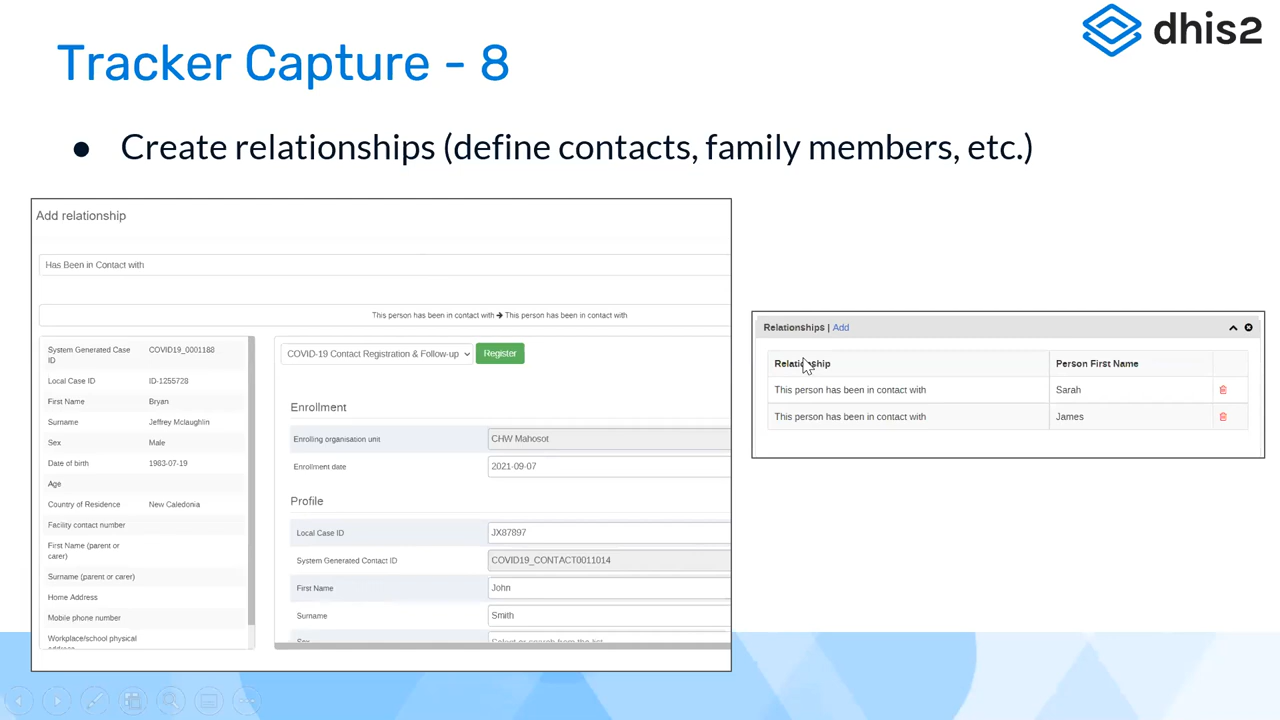 dhis2
Tracker Capture - 8
● Create relationships (define contacts, family members, etc.)
Add relationship
Has Been in Contact with
This person has been in contact with ➔ This person has been in contact with
System Generated Case ID COVID19_0001188
Local Case ID ID-1255728
First Name Bryan
Surname Jeffrey Mclaughlin
Sex Male
Date of birth 1983-07-19
Age
Country of Residence New Caledonia
Facility contact number
First Name (parent or carer)
Surname (parent or carer)
Home Address
Mobile phone number
Workplace/school physical address
COVID-19 Contact Registration & Follow-up Register
Enrollment
Enrolling organisation unit CHW Mahosot
Enrollment date 2021-09-07
Profile
Local Case ID JX87897
System Generated Contact ID COVID19_CONTACT0011014
First Name John
Surname Smith
Sex Select or search from the list
Relationships | Add
Relationship Person First Name
This person has been in contact with Sarah
This person has been in contact with James